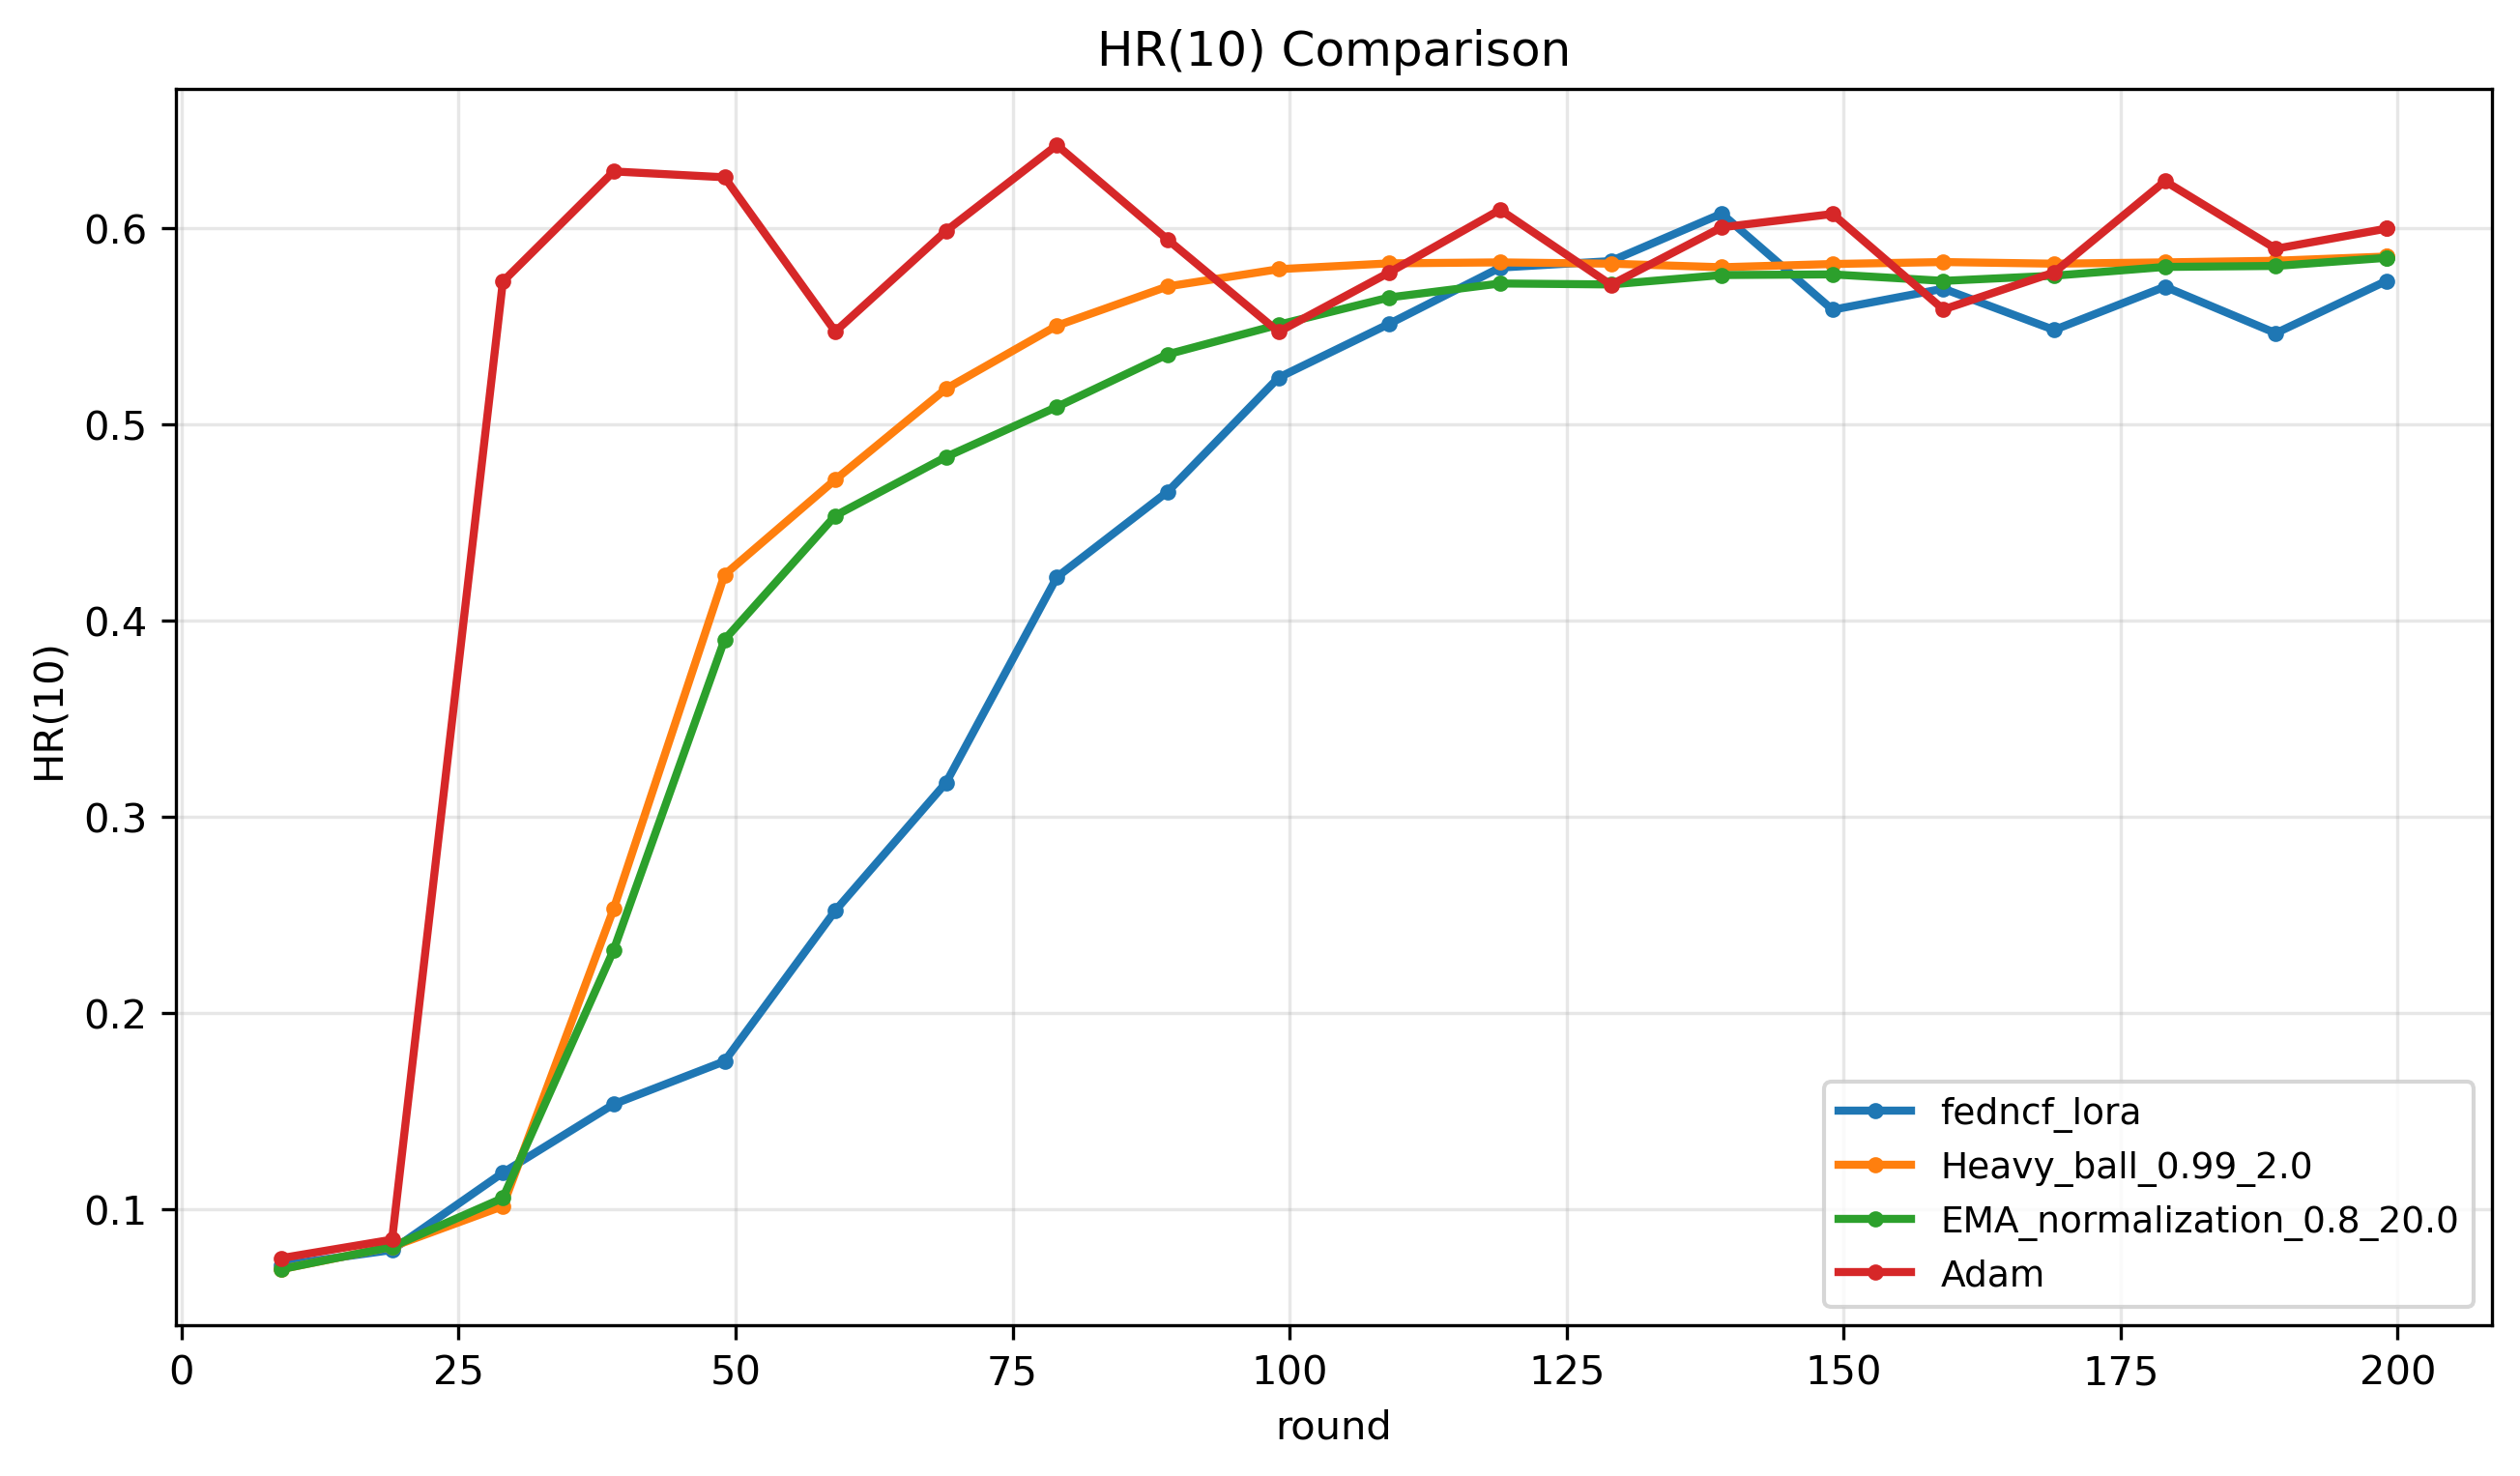 HR(10) Comparison
HR(10)
0.6
0.5
0.4
0.3
0.2
0.1
0 25 50 75 100 125 150 175 200
round
fedncf_lora
Heavy_ball_0.99_2.0
EMA_normalization_0.8_20.0
Adam